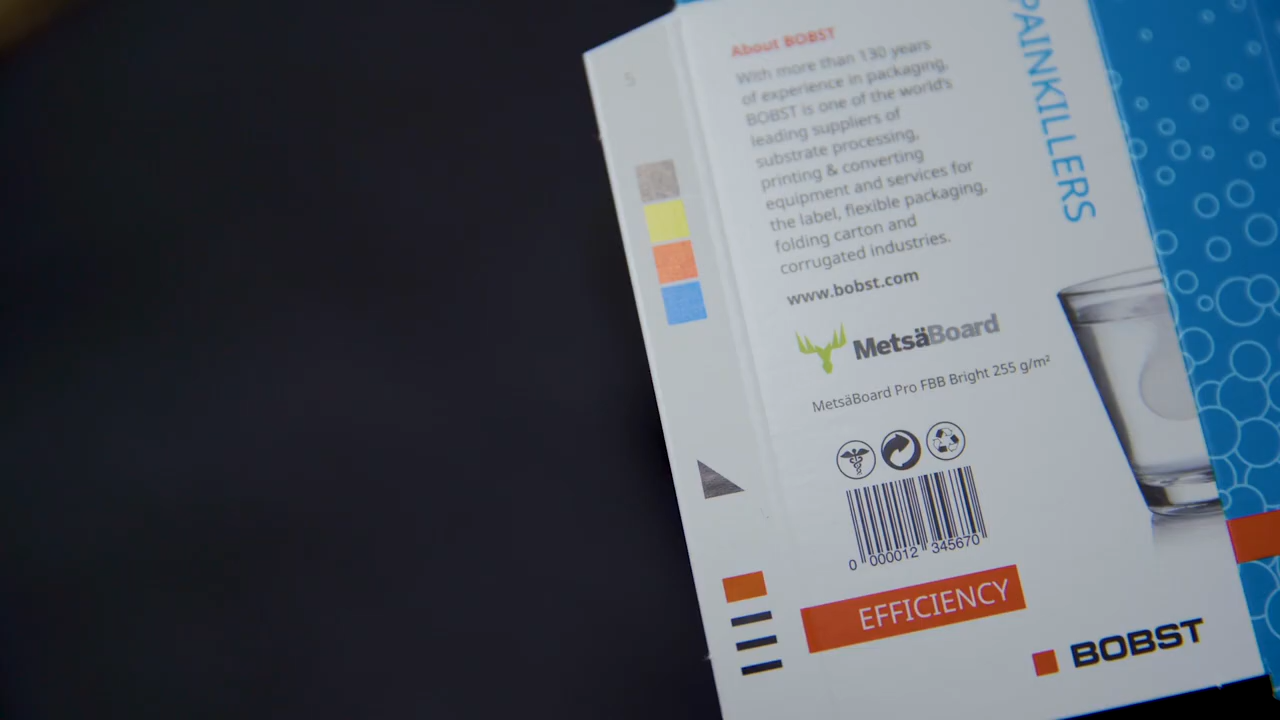 5
About BOBST
With more than 130 years
of experience in packaging,
BOBST is one of the world's
leading suppliers of
substrate processing,
printing & converting
equipment and services for
the label, flexible packaging,
folding carton and
corrugated industries.
www.bobst.com
MetsäBoard
MetsäBoard Pro FBB Bright 255 g/m²
0 000012 345670
EFFICIENCY
BOBST
PAINKILLERS